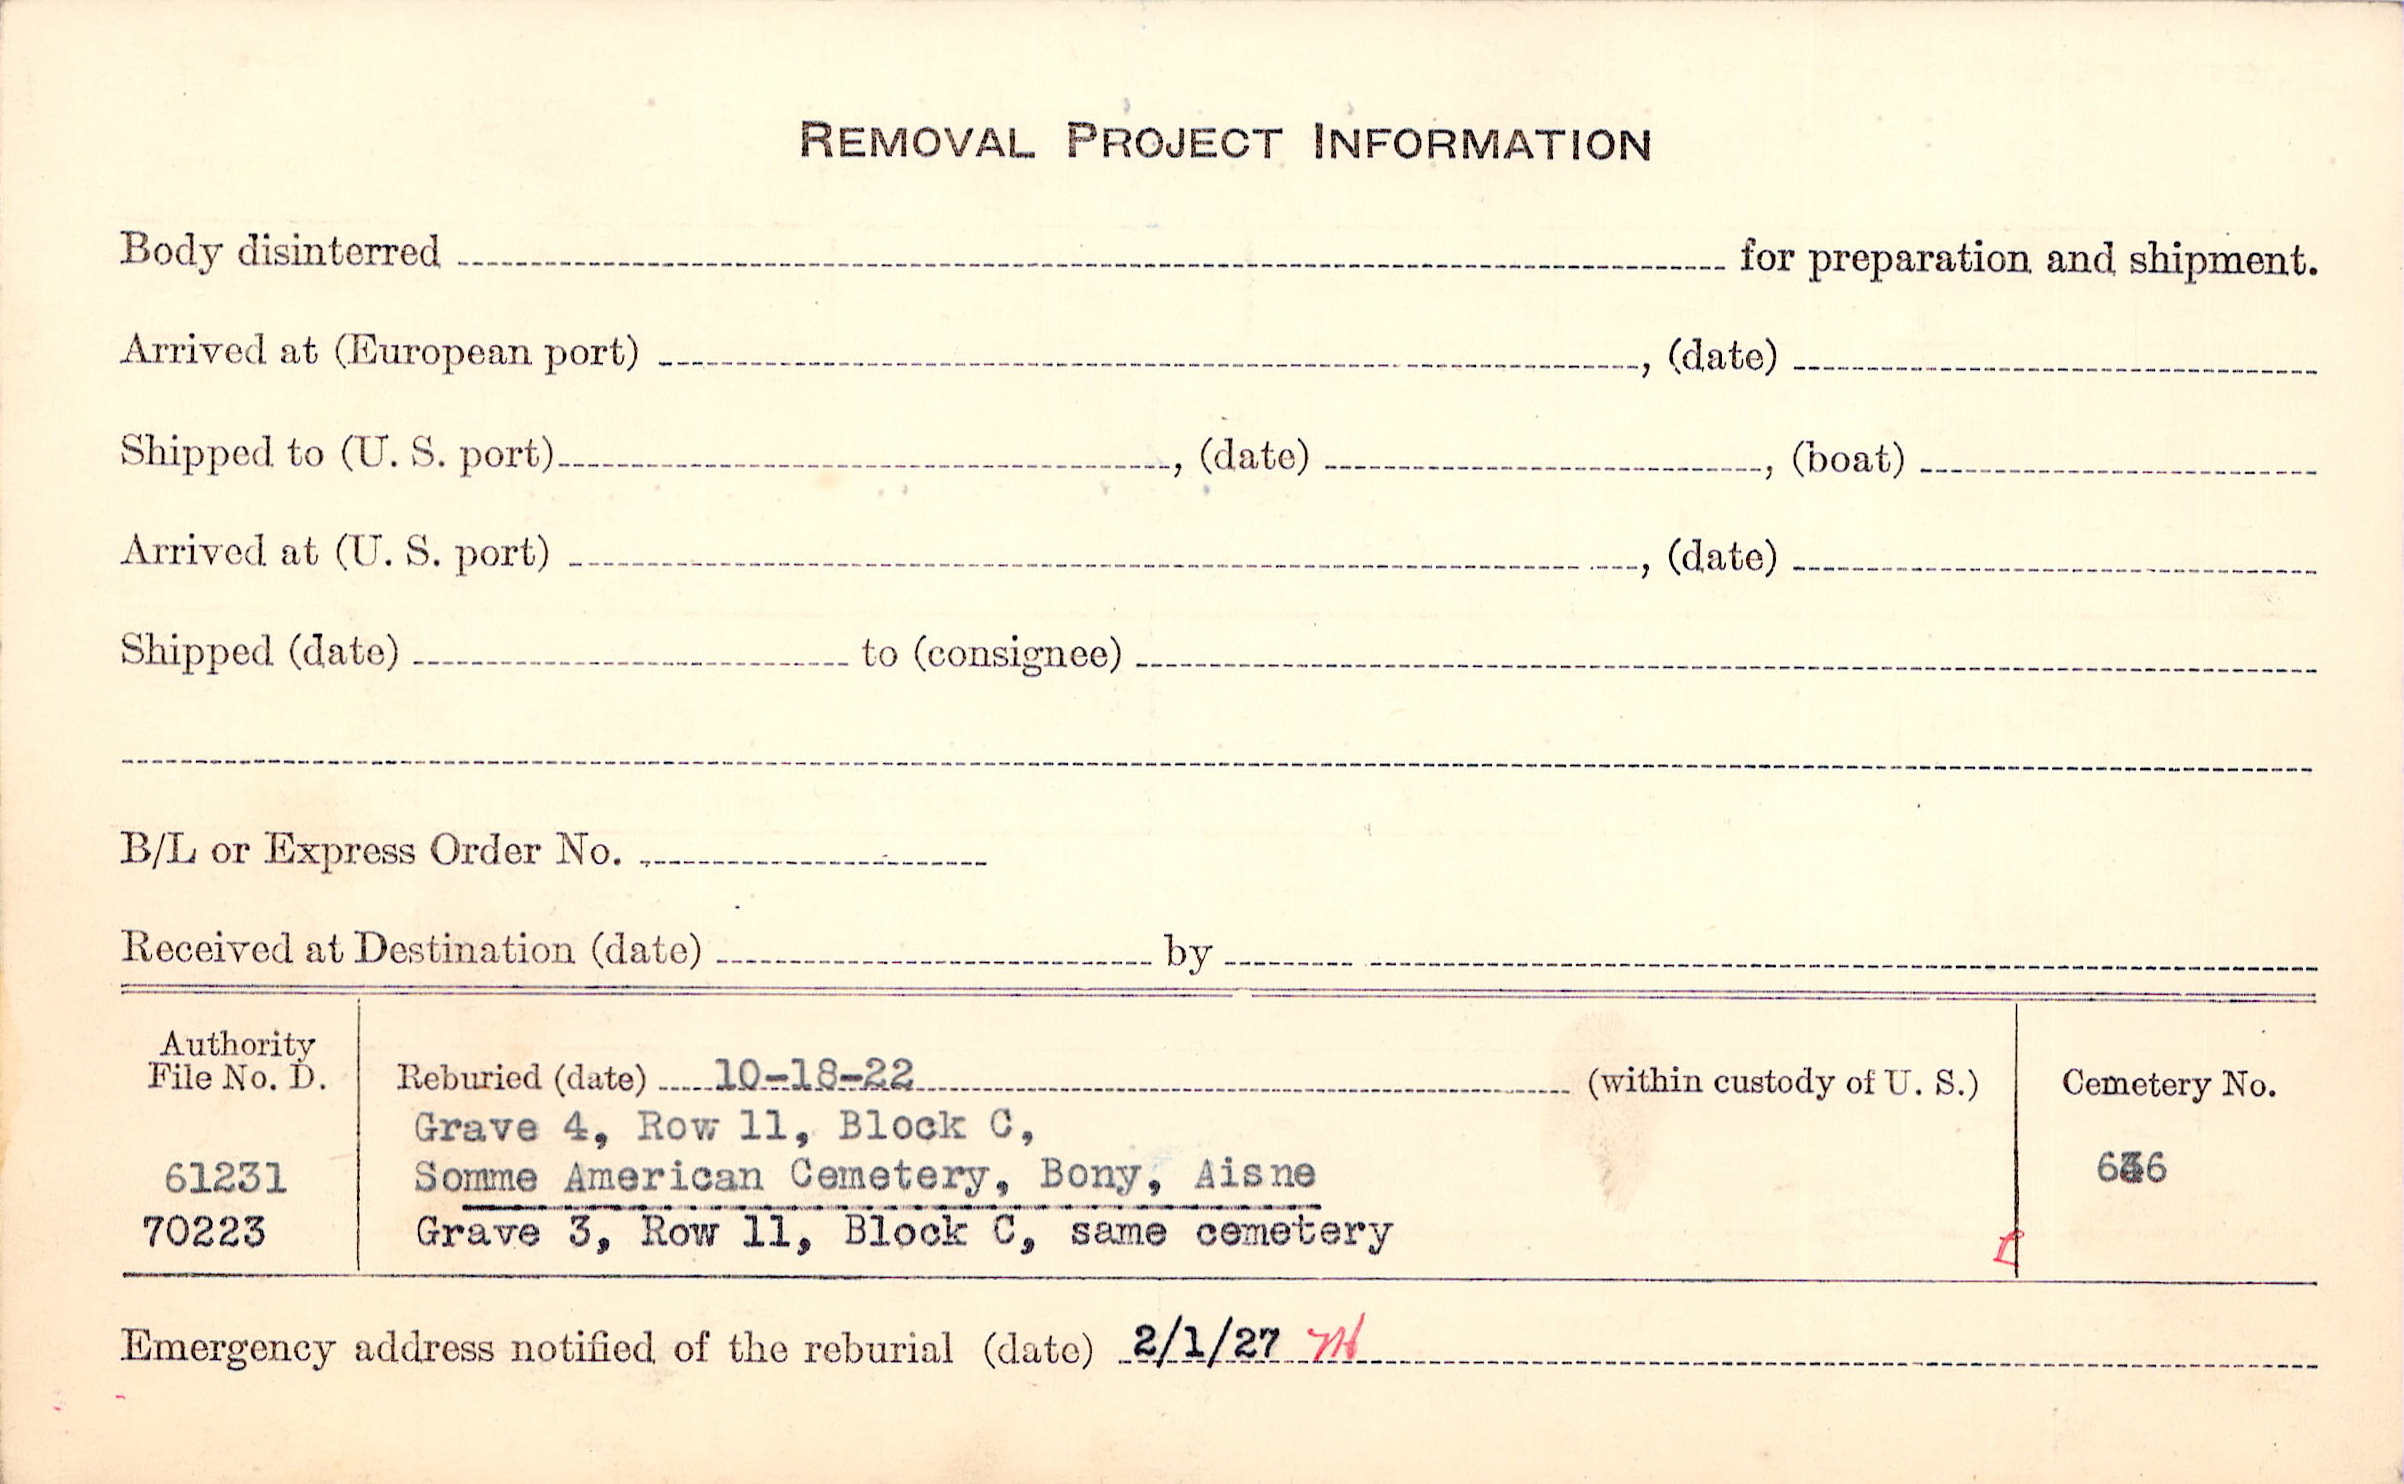 REMOVAL PROJECT INFORMATION
Body disinterred for preparation and shipment.
Arrived at (European port) , (date)
Shipped to (U. S. port) , (date) , (boat)
Arrived at (U. S. port) , (date)
Shipped (date) to (consignee)
B/L or Express Order No.
Received at Destination (date) by
Authority
File No. D.
61231
70223
Reburied (date) 10-18-22 (within custody of U. S.)
Grave 4, Row 11, Block C,
Somme American Cemetery, Bony, Aisne
Grave 3, Row 11, Block C, same cemetery
Cemetery No.
Emergency address notified of the reburial (date) 2/1/27